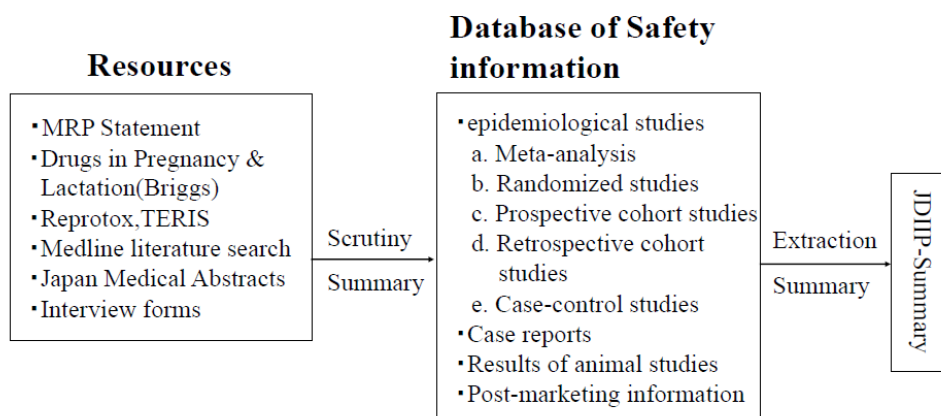 Resources
・MRP Statement
・Drugs in Pregnancy &
Lactation(Briggs)
・Reprotox,TERIS
・Medline literature search
・Japan Medical Abstracts
・Interview forms
Scrutiny
Summary
Database of Safety
information
・epidemiological studies
a. Meta-analysis
b. Randomized studies
c. Prospective cohort studies
d. Retrospective cohort
studies
e. Case-control studies
・Case reports
・Results of animal studies
・Post-marketing information
Extraction
Summary
JDIIP-Summary